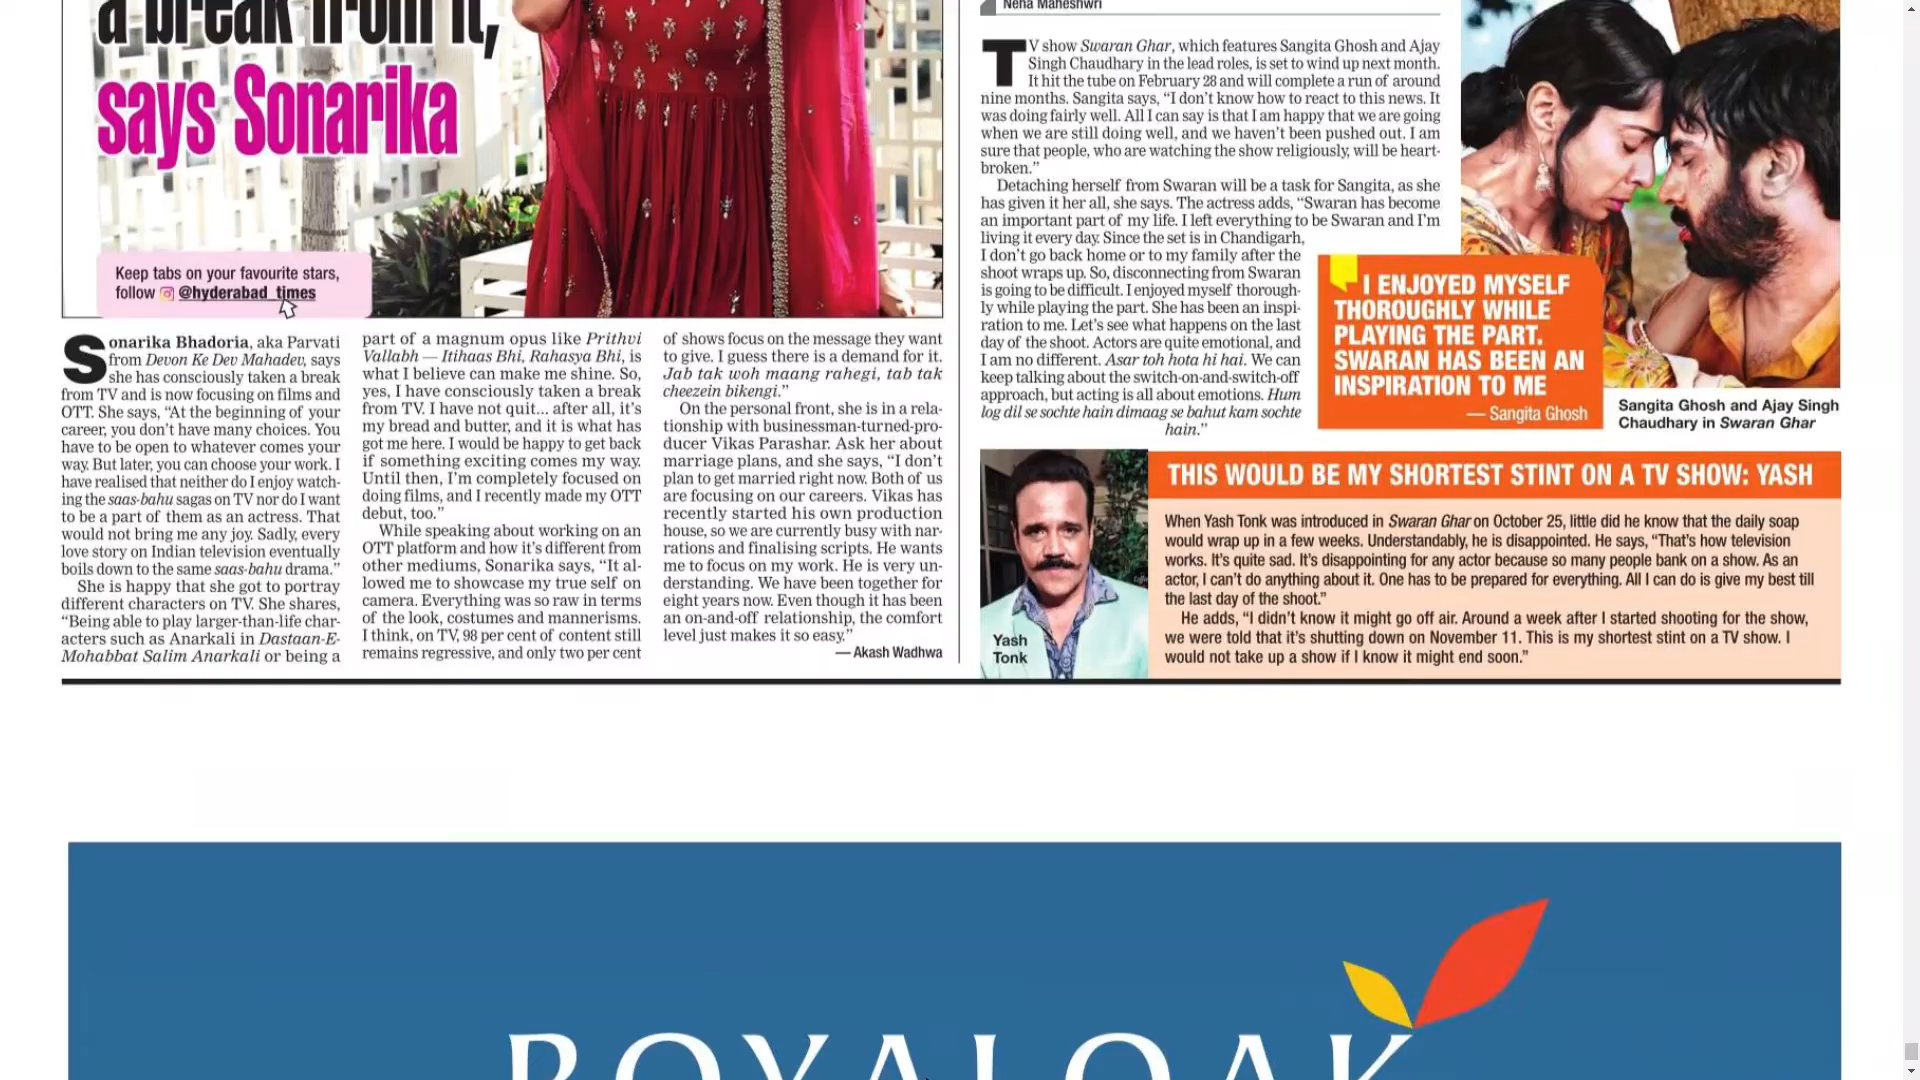 a break from it,
says Sonarika
Keep tabs on your favourite stars,
follow @hyderabad_times
Sonarika Bhadoria, aka Parvati
from Devon Ke Dev Mahadev, says
she has consciously taken a break
from TV and is now focusing on films and
OTT. She says, “At the beginning of your
career, you don’t have many choices. You
have to be open to whatever comes your
way. But later, you can choose your work. I
have realised that neither do I enjoy watch-
ing the saas-bahu sagas on TV nor do I want
to be a part of them as an actress. That
would not bring me any joy. Sadly, every
love story on Indian television eventually
boils down to the same saas-bahu drama.”
She is happy that she got to portray
different characters on TV. She shares,
“Being able to play larger-than-life char-
acters such as Anarkali in Dastaan-E-
Mohabbat Salim Anarkali or being a
part of a magnum opus like Prithvi
Vallabh — Itihaas Bhi, Rahasya Bhi, is
what I believe can make me shine. So,
yes, I have consciously taken a break
from TV. I have not quit... after all, it’s
my bread and butter, and it is what has
got me here. I would be happy to get back
if something exciting comes my way.
Until then, I’m completely focused on
doing films, and I recently made my OTT
debut, too.”
While speaking about working on an
OTT platform and how it’s different from
other mediums, Sonarika says, “It al-
lowed me to showcase my true self on
camera. Everything was so raw in terms
of the look, costumes and mannerisms.
I think, on TV, 98 per cent of content still
remains regressive, and only two per cent
of shows focus on the message they want
to give. I guess there is a demand for it.
Jab tak woh maang rahegi, tab tak
cheezein bikengi.”
On the personal front, she is in a rela-
tionship with businessman-turned-pro-
ducer Vikas Parashar. Ask her about
marriage plans, and she says, “I don’t
plan to get married right now. Both of us
are focusing on our careers. Vikas has
recently started his own production
house, so we are currently busy with nar-
rations and finalising scripts. He wants
me to focus on my work. He is very un-
derstanding. We have been together for
eight years now. Even though it has been
an on-and-off relationship, the comfort
level just makes it so easy.”
— Akash Wadhwa
Neha Maheshwri
TV show Swaran Ghar, which features Sangita Ghosh and Ajay
Singh Chaudhary in the lead roles, is set to wind up next month.
It hit the tube on February 28 and will complete a run of around
nine months. Sangita says, “I don’t know how to react to this news. It
was doing fairly well. All I can say is that I am happy that we are going
when we are still doing well, and we haven’t been pushed out. I am
sure that people, who are watching the show religiously, will be heart-
broken.”
Detaching herself from Swaran will be a task for Sangita, as she
has given it her all, she says. The actress adds, “Swaran has become
an important part of my life. I left everything to be Swaran and I’m
living it every day. Since the set is in Chandigarh,
I don’t go back home or to my family after the
shoot wraps up. So, disconnecting from Swaran
is going to be difficult. I enjoyed myself thorough-
ly while playing the part. She has been an inspi-
ration to me. Let’s see what happens on the last
day of the shoot. Actors are quite emotional, and
I am no different. Asar toh hota hi hai. We can
keep talking about the switch-on-and-switch-off
approach, but acting is all about emotions. Hum
log dil se sochte hain dimaag se bahut kam sochte
hain.”
I ENJOYED MYSELF
THOROUGHLY WHILE
PLAYING THE PART.
SWARAN HAS BEEN AN
INSPIRATION TO ME
— Sangita Ghosh
Sangita Ghosh and Ajay Singh
Chaudhary in Swaran Ghar
Yash
Tonk
THIS WOULD BE MY SHORTEST STINT ON A TV SHOW: YASH
When Yash Tonk was introduced in Swaran Ghar on October 25, little did he know that the daily soap
would wrap up in a few weeks. Understandably, he is disappointed. He says, “That’s how television
works. It’s quite sad. It’s disappointing for any actor because so many people bank on a show. As an
actor, I can’t do anything about it. One has to be prepared for everything. All I can do is give my best till
the last day of the shoot.”
He adds, “I didn’t know it might go off air. Around a week after I started shooting for the show,
we were told that it’s shutting down on November 11. This is my shortest stint on a TV show. I
would not take up a show if I know it might end soon.”
ROYALOAK